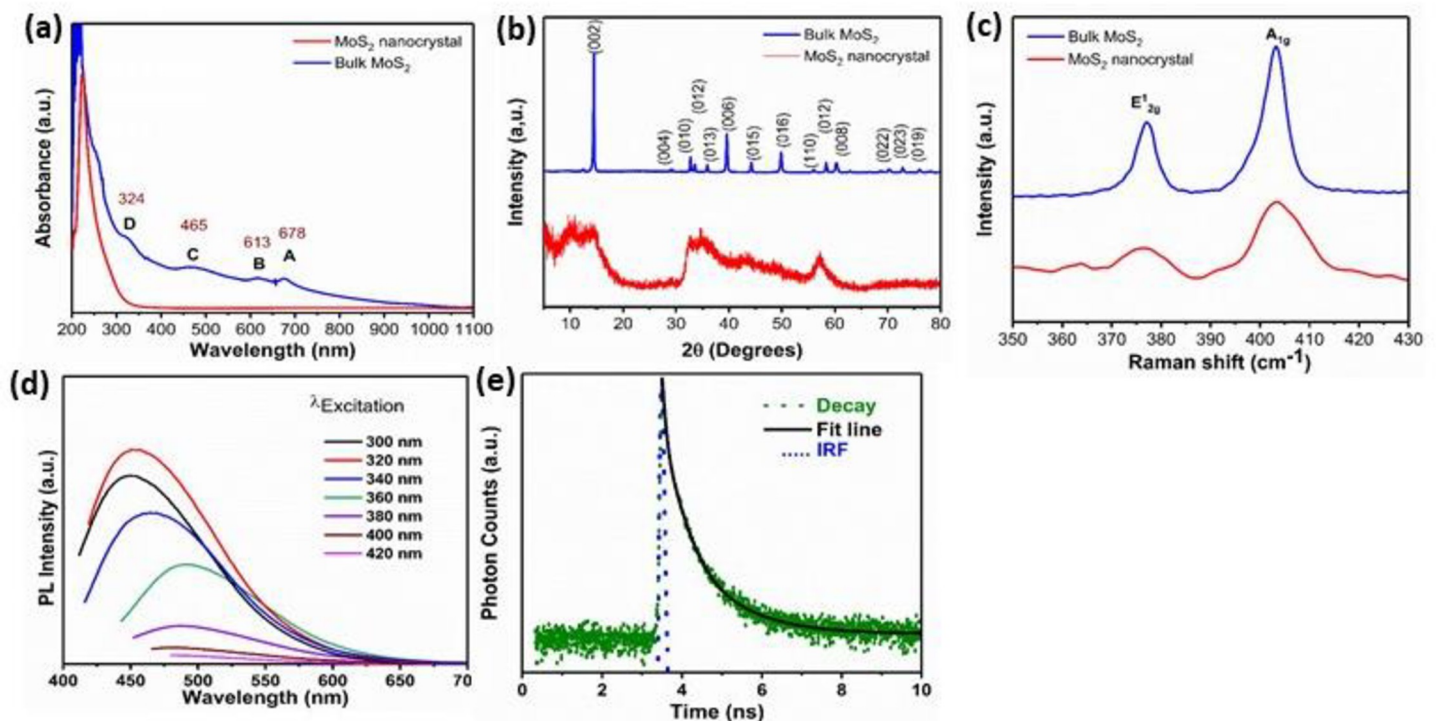 (a)
MoS2 nanocrystal
Bulk MoS2
324
D
465
C
613
B
678
A
Absorbance (a.u.)
200 300 400 500 600 700 800 900 1000 1100
Wavelength (nm)
(b)
(002)
Bulk MoS2
MoS2 nanocrystal
(004)
(010)
(012)
(013)
(006)
(015)
(016)
(110)
(012)
(008)
(022)
(023)
(019)
Intensity (a,u.)
10 20 30 40 50 60 70 80
2θ (Degrees)
(c)
Bulk MoS2
MoS2 nanocrystal
E12g
A1g
Intensity (a.u.)
350 360 370 380 390 400 410 420 430
Raman shift (cm-1)
(d)
λExcitation
300 nm
320 nm
340 nm
360 nm
380 nm
400 nm
420 nm
PL Intensity (a.u.)
400 450 500 550 600 650 70
Wavelength (nm)
(e)
Decay
Fit line
IRF
Photon Counts (a.u.)
0 2 4 6 8 10
Time (ns)